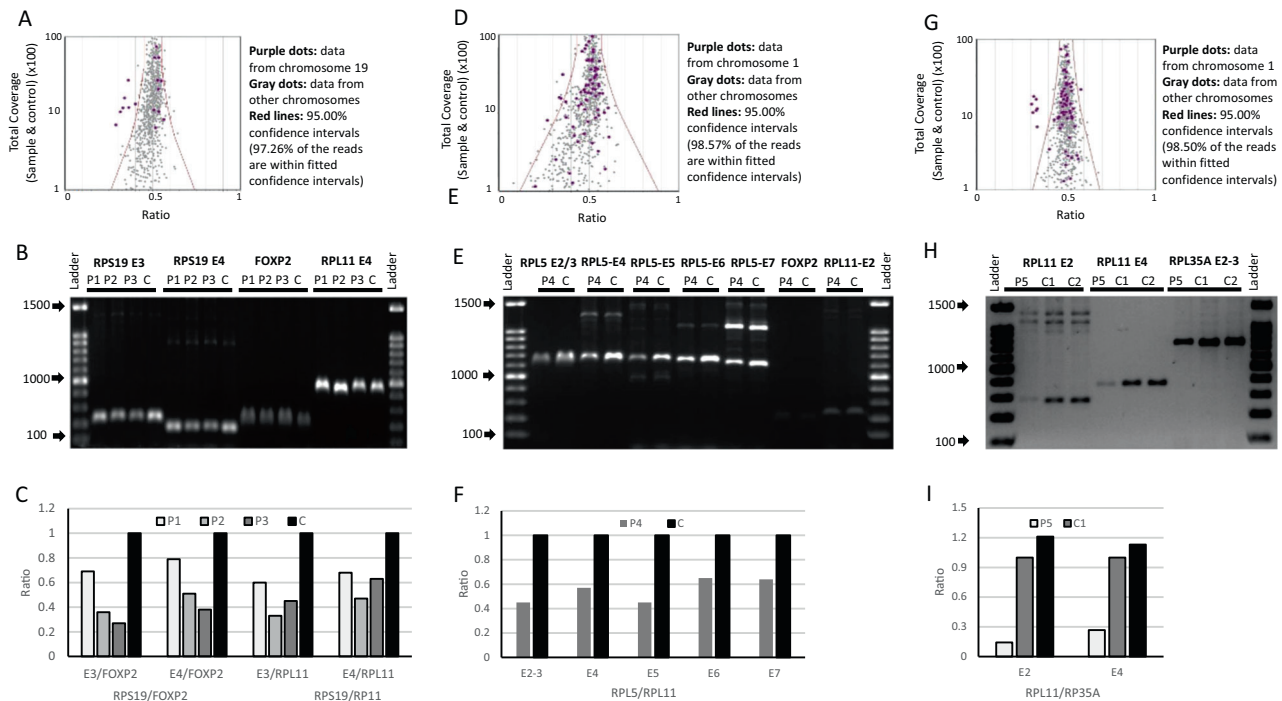 A
Total Coverage
(Sample & control)) (x100)
100
10
1
0
0.5
1
Ratio
Purple dots: data
from chromosome 19
Gray dots: data from
other chromosomes
Red lines: 95.00%
confidence intervals
(97.26% of the reads
are within fitted
confidence intervals)
D
Total Coverage
(Sample & control)) (x100)
100
10
1
0
0.5
1
Ratio
Purple dots: data
from chromosome 1
Gray dots: data from
other chromosomes
Red lines: 95.00%
confidence intervals
(98.57% of the reads
are within fitted
confidence intervals)
E
G
Total Coverage
(Sample & control)) (x100)
100
10
1
0
0.5
1
Ratio
Purple dots: data
from chromosome 1
Gray dots: data from
other chromosomes
Red lines: 95.00%
confidence intervals
(98.50% of the reads
within fitted
confidence intervals)
B
Ladder
RPS19 E3 RPS19 E4 FOXP2 RPL11 E4
P1 P2 P3 C P1 P2 P3 C P1 P2 P3 C P1 P2 P3 C
Ladder
1500
1000
100
E
Ladder
RPL5 E2/3 RPL5-E4 RPL5-E5 RPL5-E6 RPL5-E7 FOXP2 RPL11-E2
P4 C P4 C P4 C P4 C P4 C P4 C P4 C
Ladder
1500
1000
100
H
Ladder
RPL11 E2 RPL11 E4 RPL35A E2-3
P5 C1 C2 P5 C1 C2 P5 C1 C2
Ladder
1500
1000
100
C
Ratio
1.2
1
0.8
0.6
0.4
0.2
0
P1 P2 P3 C
E3/FOXP2 E4/FOXP2 E3/RPL11 E4/RPL11
RPS19/FOXP2 RPS19/RP11
F
Ratio
1.2
1
0.8
0.6
0.4
0.2
0
P4 C
E2-3 E4 E5 E6 E7
RPL5/RPL11
I
Ratio
1.5
1.2
0.9
0.6
0.3
0
P5 C1
E2 E4
RPL11/RP35A